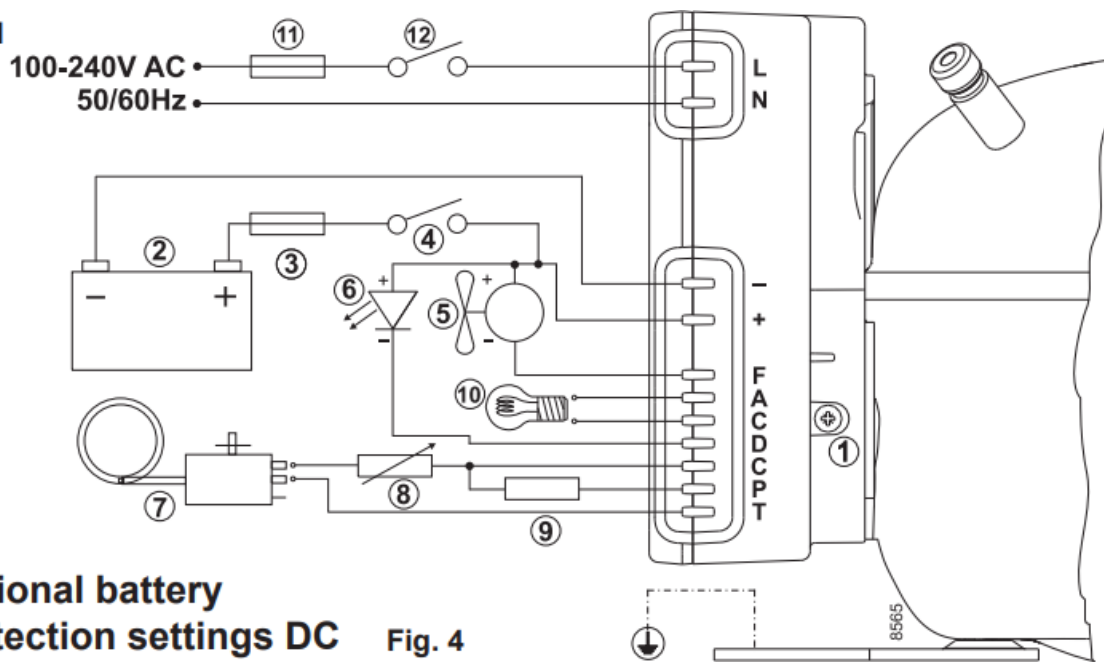 11
12
100-240V AC
L
50/60Hz
N
2
3
4
−
+
6
+
5
+
−
−
−
+
F
10
A
C
D
1
C
7
8
P
9
T
ional battery
tection settings DC
Fig. 4
8565